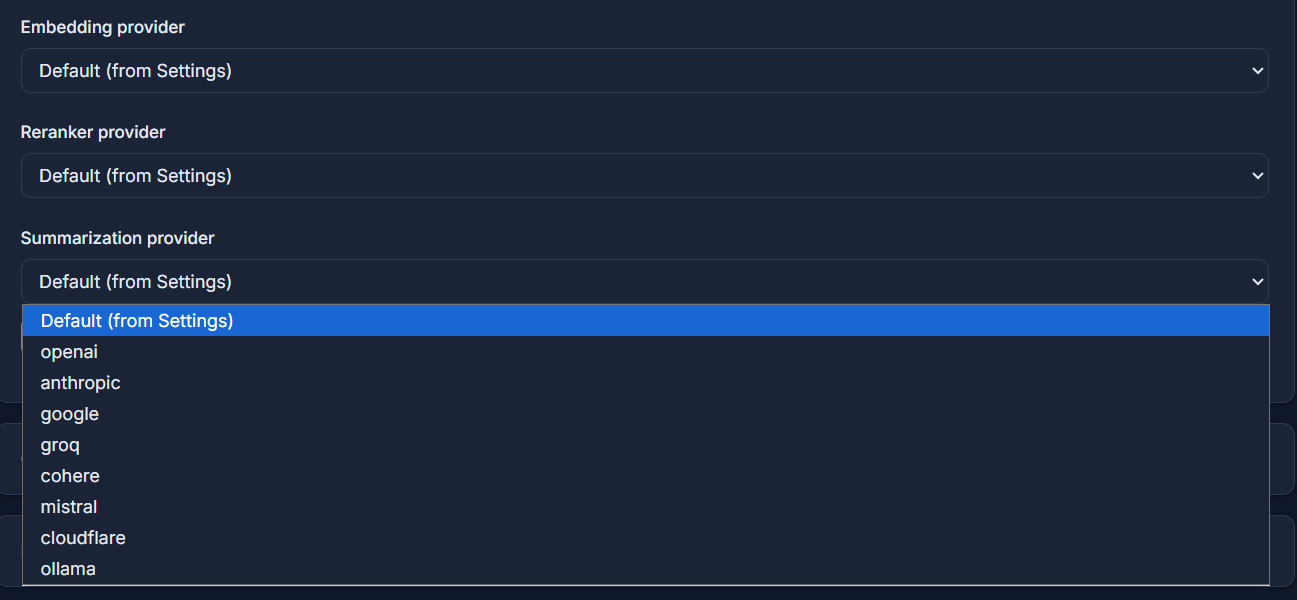 Embedding provider
Default (from Settings)
Reranker provider
Default (from Settings)
Summarization provider
Default (from Settings)
Default (from Settings)
openai
anthropic
google
groq
cohere
mistral
cloudflare
ollama